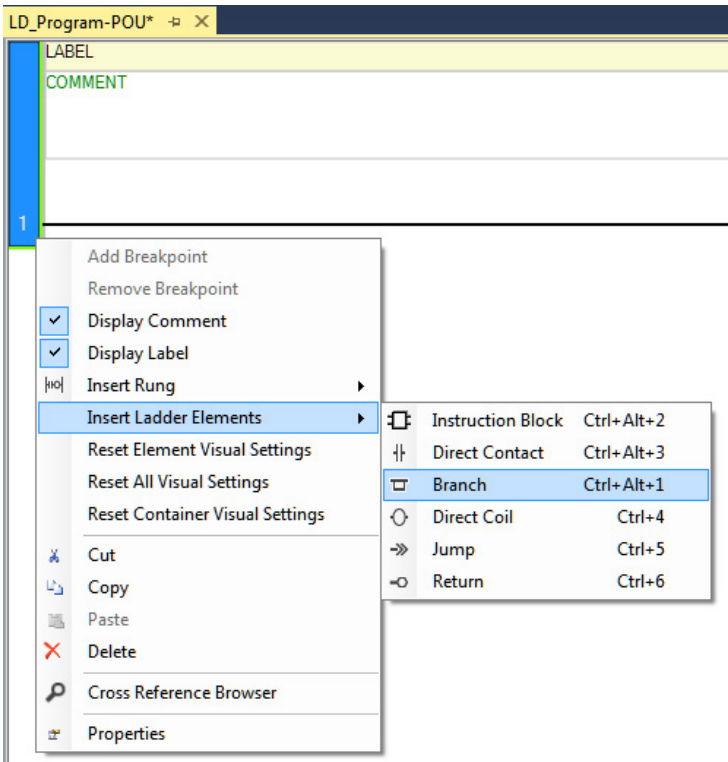 LD_Program-POU*
LABEL
COMMENT
1
Add Breakpoint
Remove Breakpoint
Display Comment
Display Label
Insert Rung
Insert Ladder Elements
Reset Element Visual Settings
Reset All Visual Settings
Reset Container Visual Settings
Cut
Copy
Paste
Delete
Cross Reference Browser
Properties
Instruction Block Ctrl+Alt+2
Direct Contact Ctrl+Alt+3
Branch Ctrl+Alt+1
Direct Coil Ctrl+4
Jump Ctrl+5
Return Ctrl+6